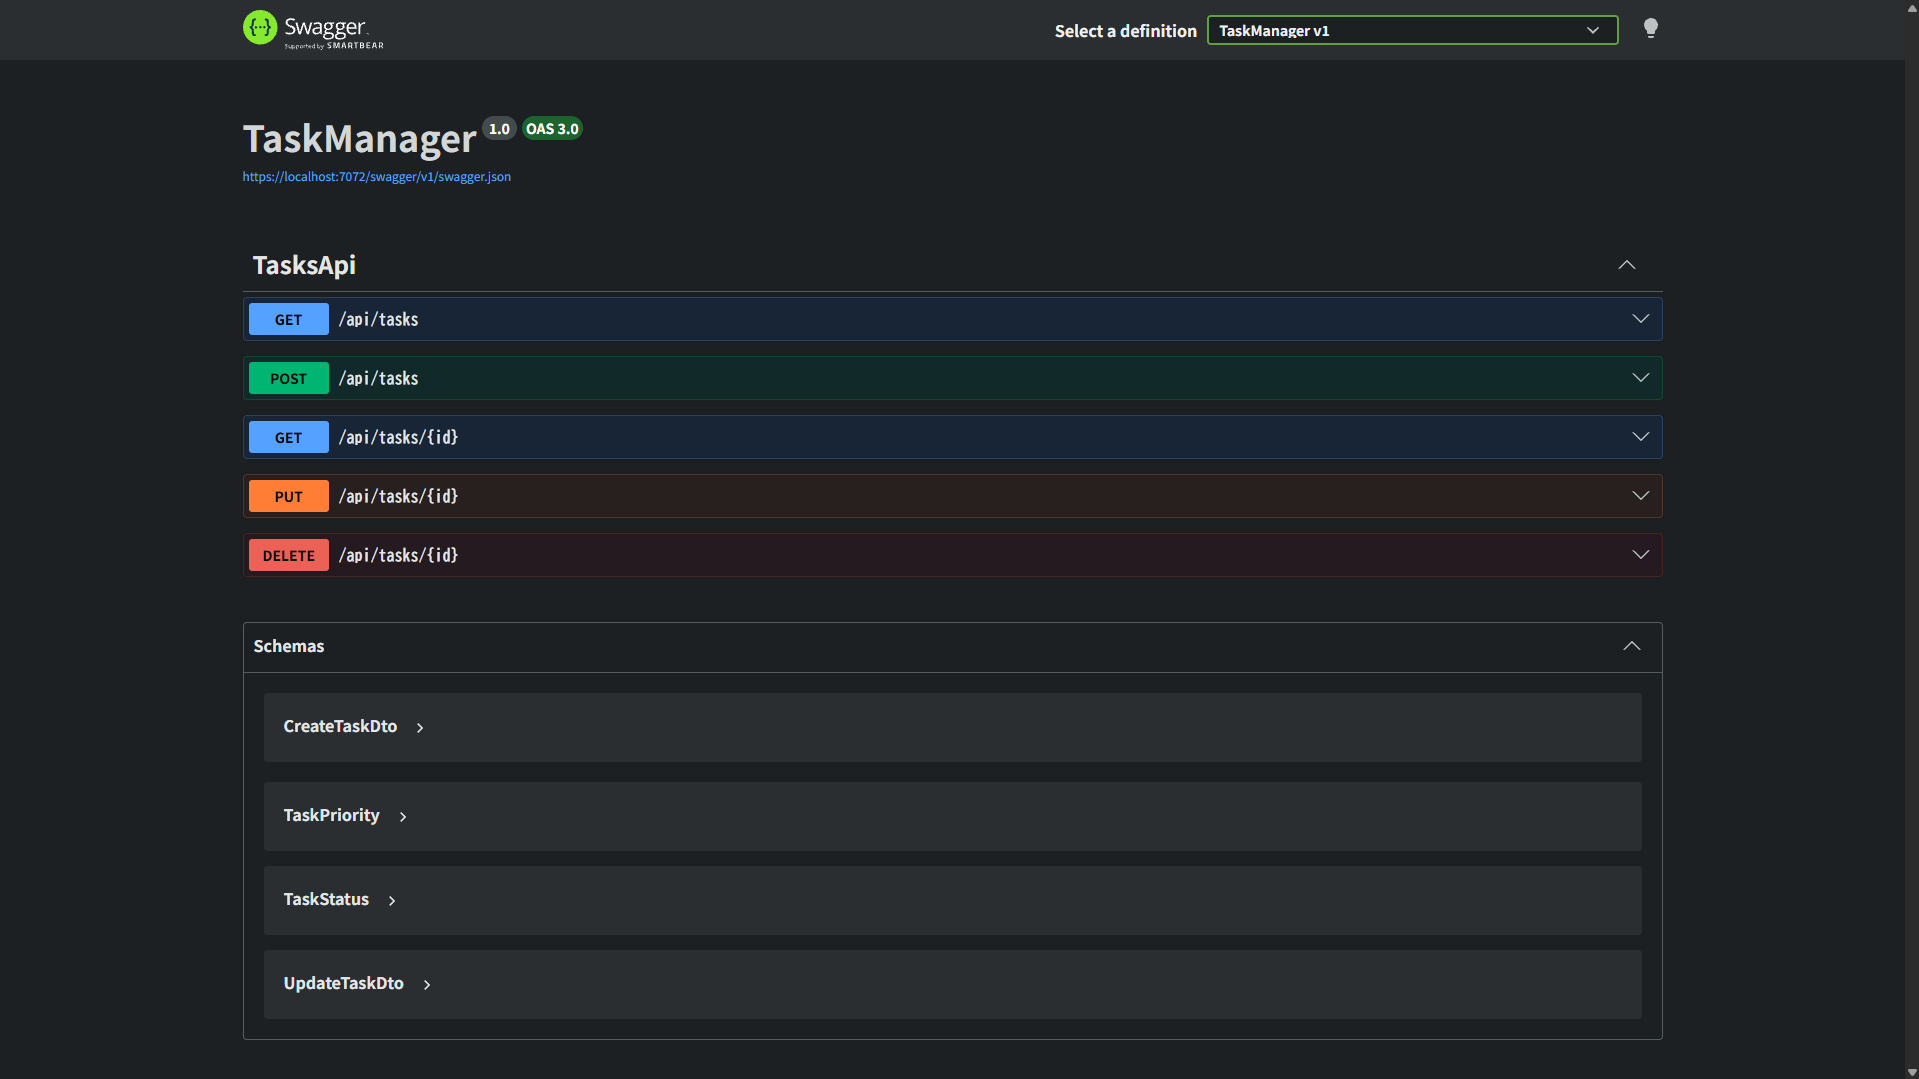 Swagger
Supported by SMARTBEAR
Select a definition
TaskManager v1
TaskManager 1.0 OAS 3.0
https://localhost:7072/swagger/v1/swagger.json
TasksApi
GET /api/tasks
POST /api/tasks
GET /api/tasks/{id}
PUT /api/tasks/{id}
DELETE /api/tasks/{id}
Schemas
CreateTaskDto
TaskPriority
TaskStatus
UpdateTaskDto